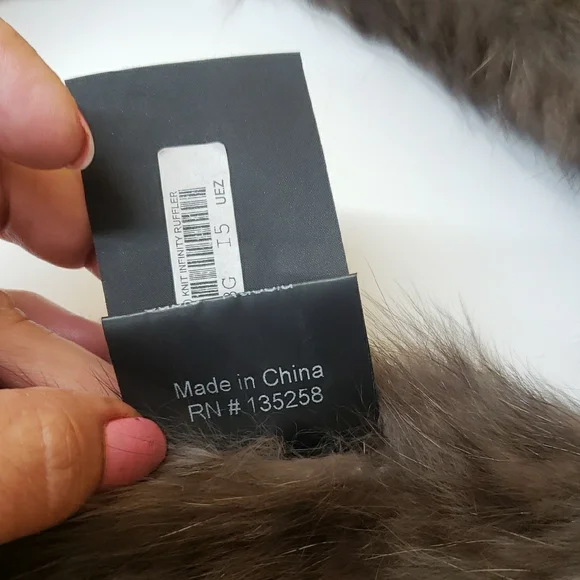 KNIT INFINITY RUFFLER
I5 UEZ
Made in China
RN # 135258